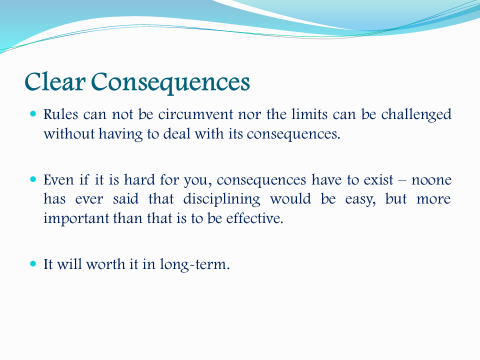 Clear Consequences
Rules can not be circumvent nor the limits can be challenged
without having to deal with its consequences.
Even if it is hard for you, consequences have to exist – noone
has ever said that disciplining would be easy, but more
important than that is to be effective.
It will worth it in long-term.